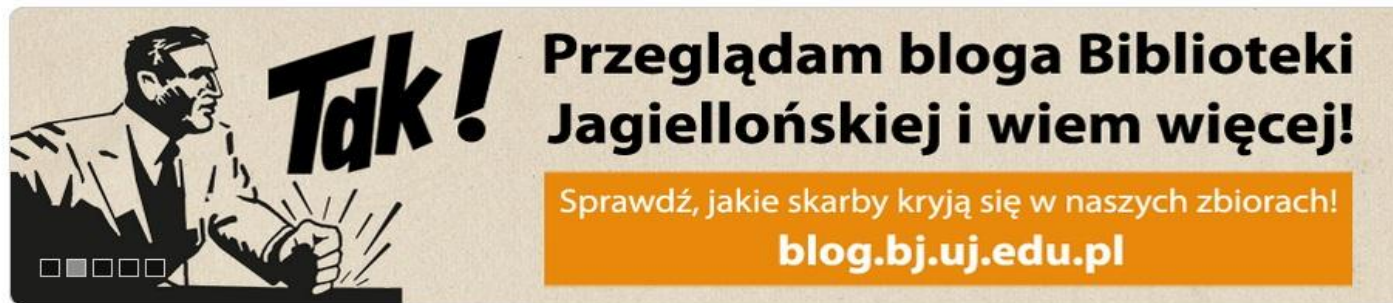 Tak!
Przeglądam bloga Biblioteki
Jagiellońskiej i wiem więcej!
Sprawdź, jakie skarby kryją się w naszych zbiorach!
blog.bj.uj.edu.pl